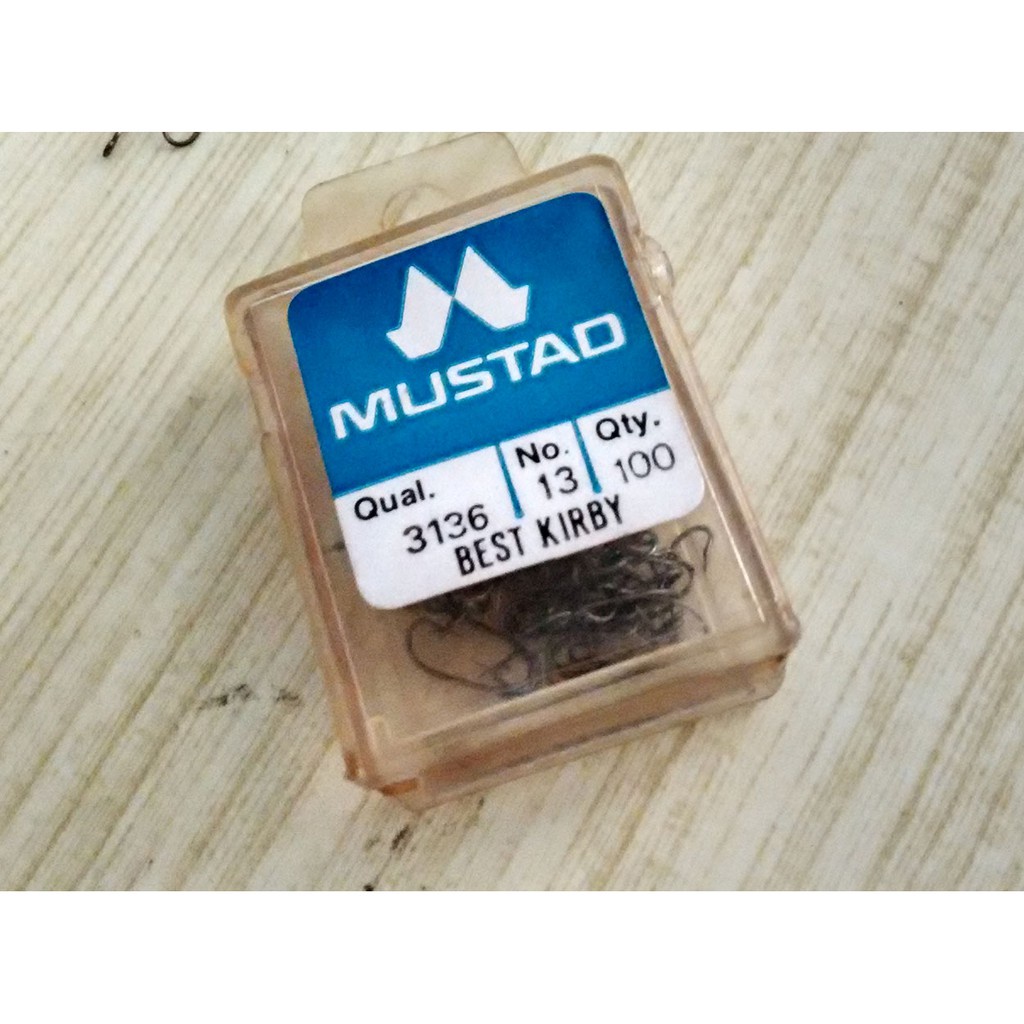 MUSTAD
Qual. No. Qty.
3136 13 100
BEST KIRBY